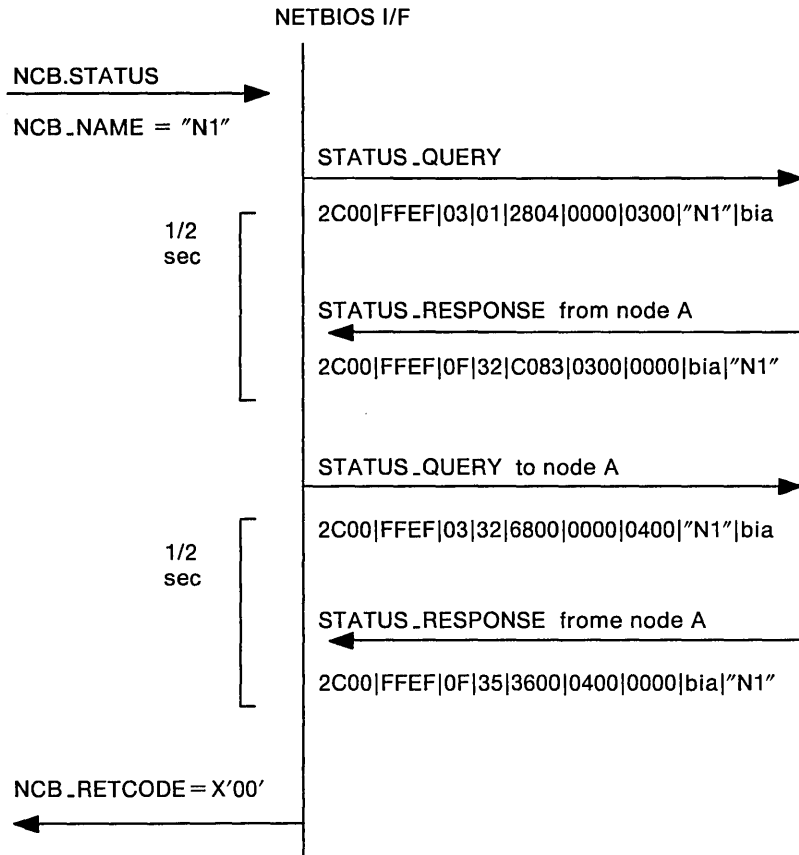 NETBIOS I/F
NCB.STATUS
NCB_NAME = "N1"
STATUS_QUERY
2C00|FFEF|03|01|2804|0000|0300|"N1"|bia
1/2
sec
STATUS_RESPONSE from node A
2C00|FFEF|0F|32|C083|0300|0000|bia|"N1"
STATUS_QUERY to node A
2C00|FFEF|03|32|6800|0000|0400|"N1"|bia
1/2
sec
STATUS_RESPONSE frome node A
2C00|FFEF|0F|35|3600|0400|0000|bia|"N1"
NCB_RETCODE=X'00'